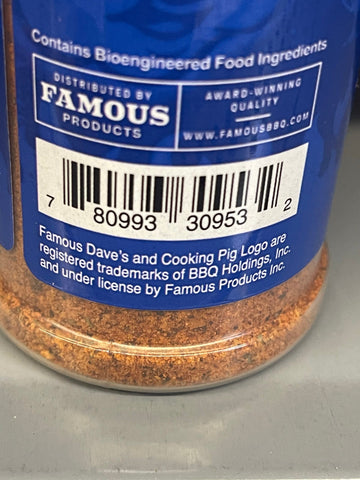 Contains Bioengineered Food Ingredients
DISTRIBUTED BY
FAMOUS
PRODUCTS
AWARD-WINNING
QUALITY
WWW.FAMOUSBBQ.COM
7 80993 30953 2
Famous Dave's and Cooking Pig Logo are
registered trademarks of BBQ Holdings, Inc.
and under license by Famous Products Inc.